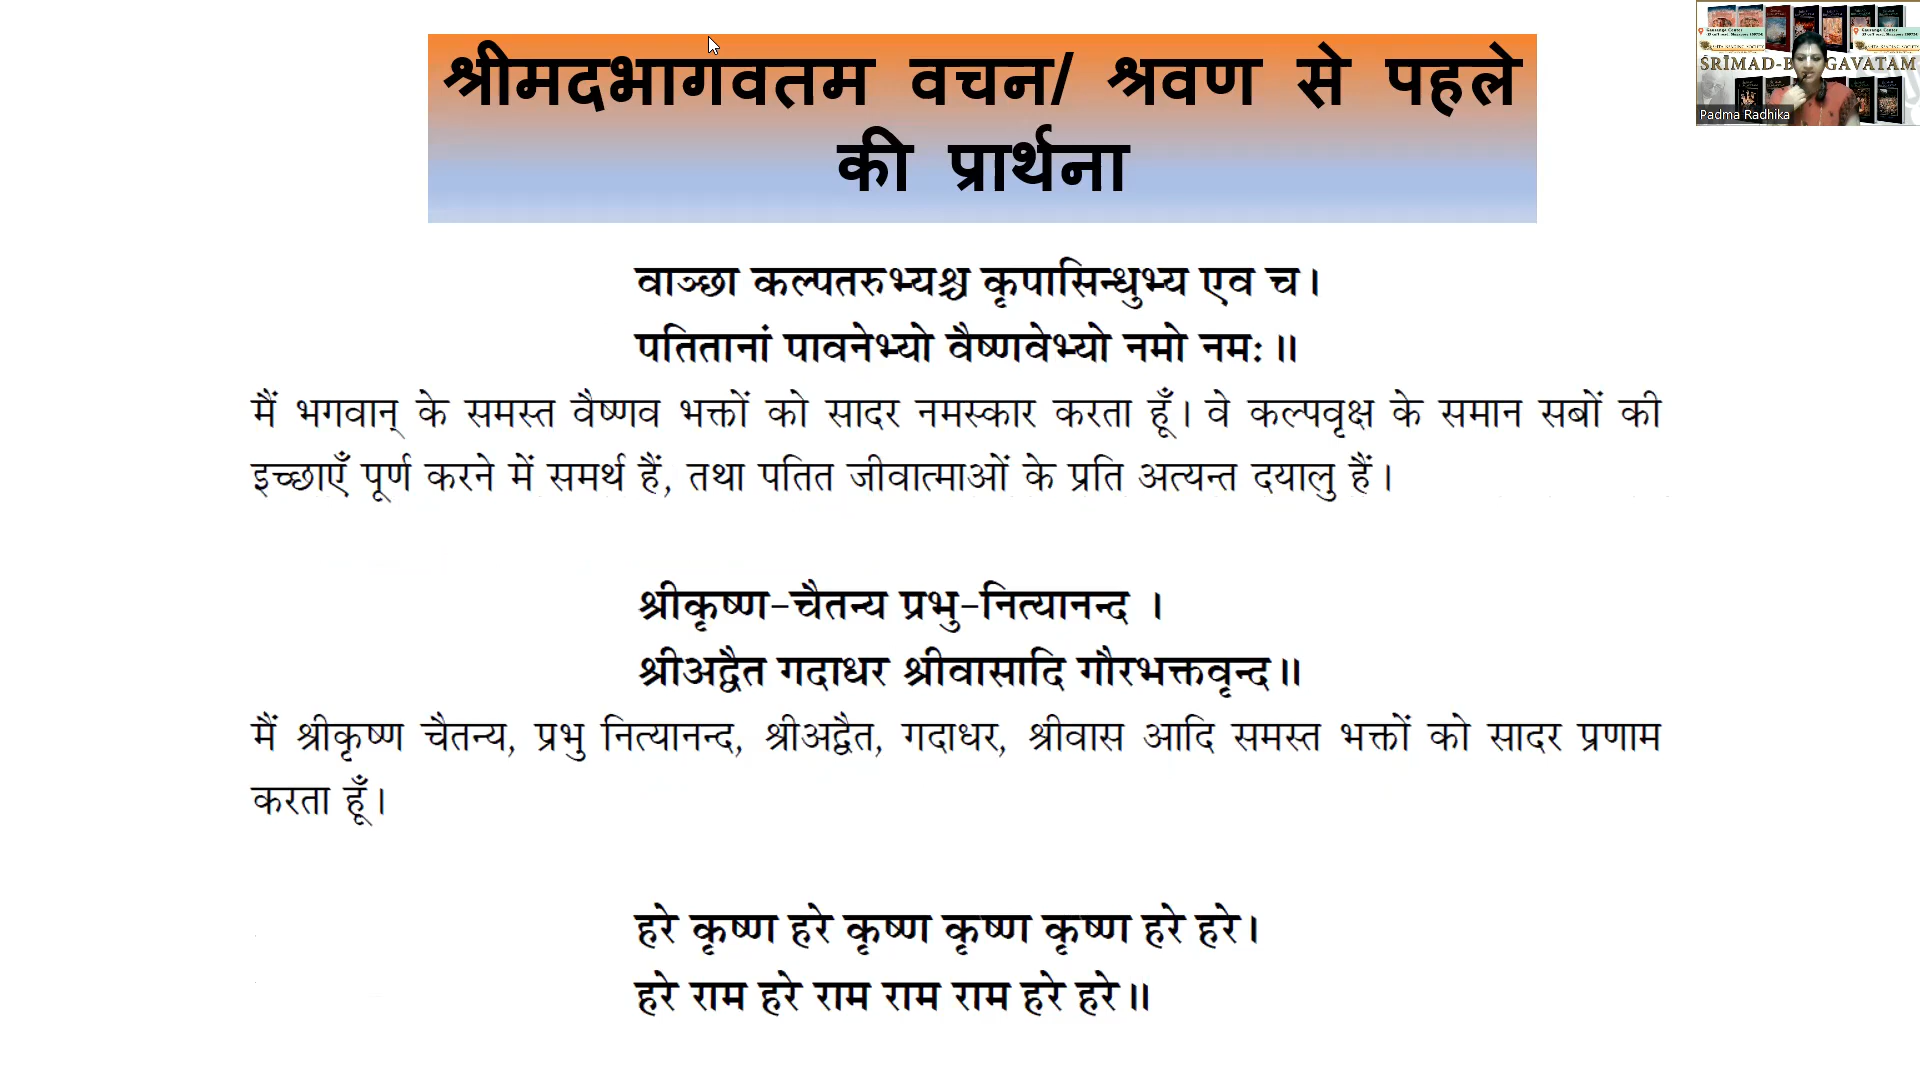 श्रीमदभागवतम वचन/ श्रवण से पहले
की प्रार्थना
वाञ्छा कल्पतरुभ्यश्च कृपासिन्धुभ्य एव च।
पतितानां पावनेभ्यो वैष्णवेभ्यो नमो नमः॥
मैं भगवान् के समस्त वैष्णव भक्तों को सादर नमस्कार करता हूँ। वे कल्पवृक्ष के समान सबों की
इच्छाएँ पूर्ण करने में समर्थ हैं, तथा पतित जीवात्माओं के प्रति अत्यन्त दयालु हैं।
श्रीकृष्ण-चैतन्य प्रभु-नित्यानन्द ।
श्रीअद्वैत गदाधर श्रीवासादि गौरभक्तवृन्द॥
मैं श्रीकृष्ण चैतन्य, प्रभु नित्यानन्द, श्रीअद्वैत, गदाधर, श्रीवास आदि समस्त भक्तों को सादर प्रणाम
करता हूँ।
हरे कृष्ण हरे कृष्ण कृष्ण कृष्ण हरे हरे।
हरे राम हरे राम राम राम हरे हरे॥
Padma Radhika